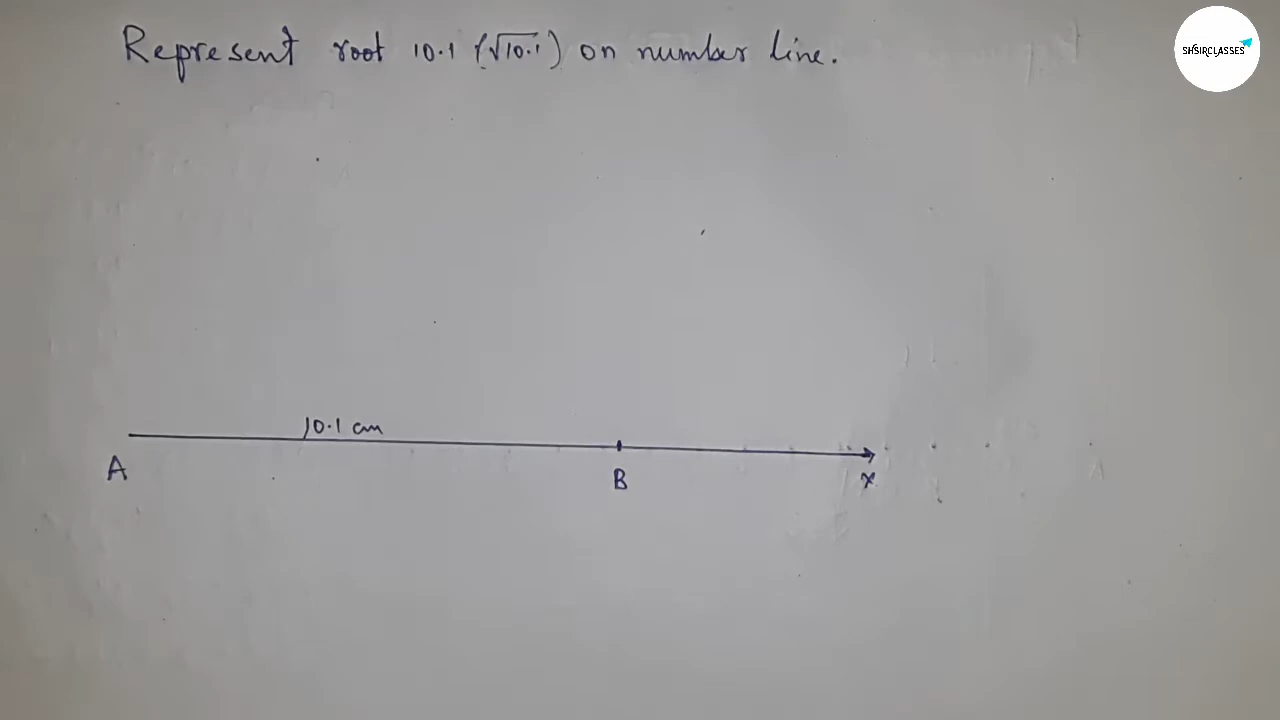 Represent root 10.1 (√10.1) on number line.
SHSIRCLASSES
10.1 cm
A
B
x